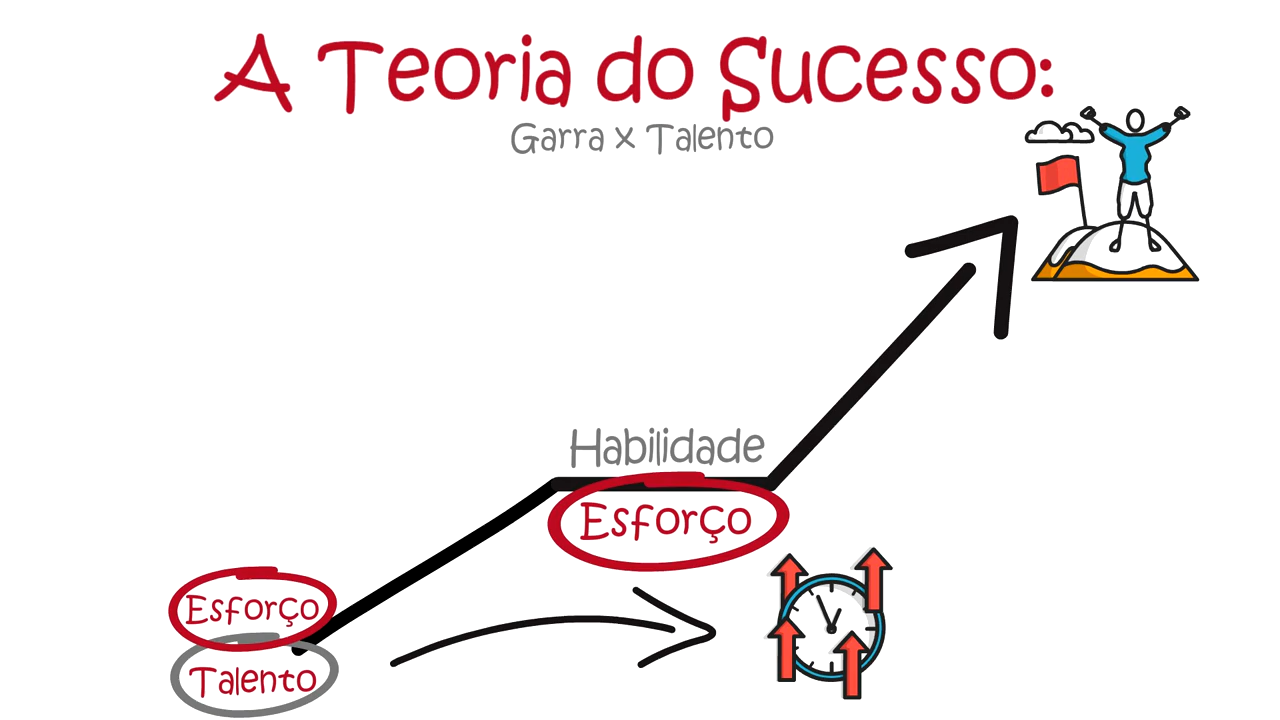 A Teoria do Sucesso:
Garra x Talento
Habilidade
Esforço
Esforço
Talento